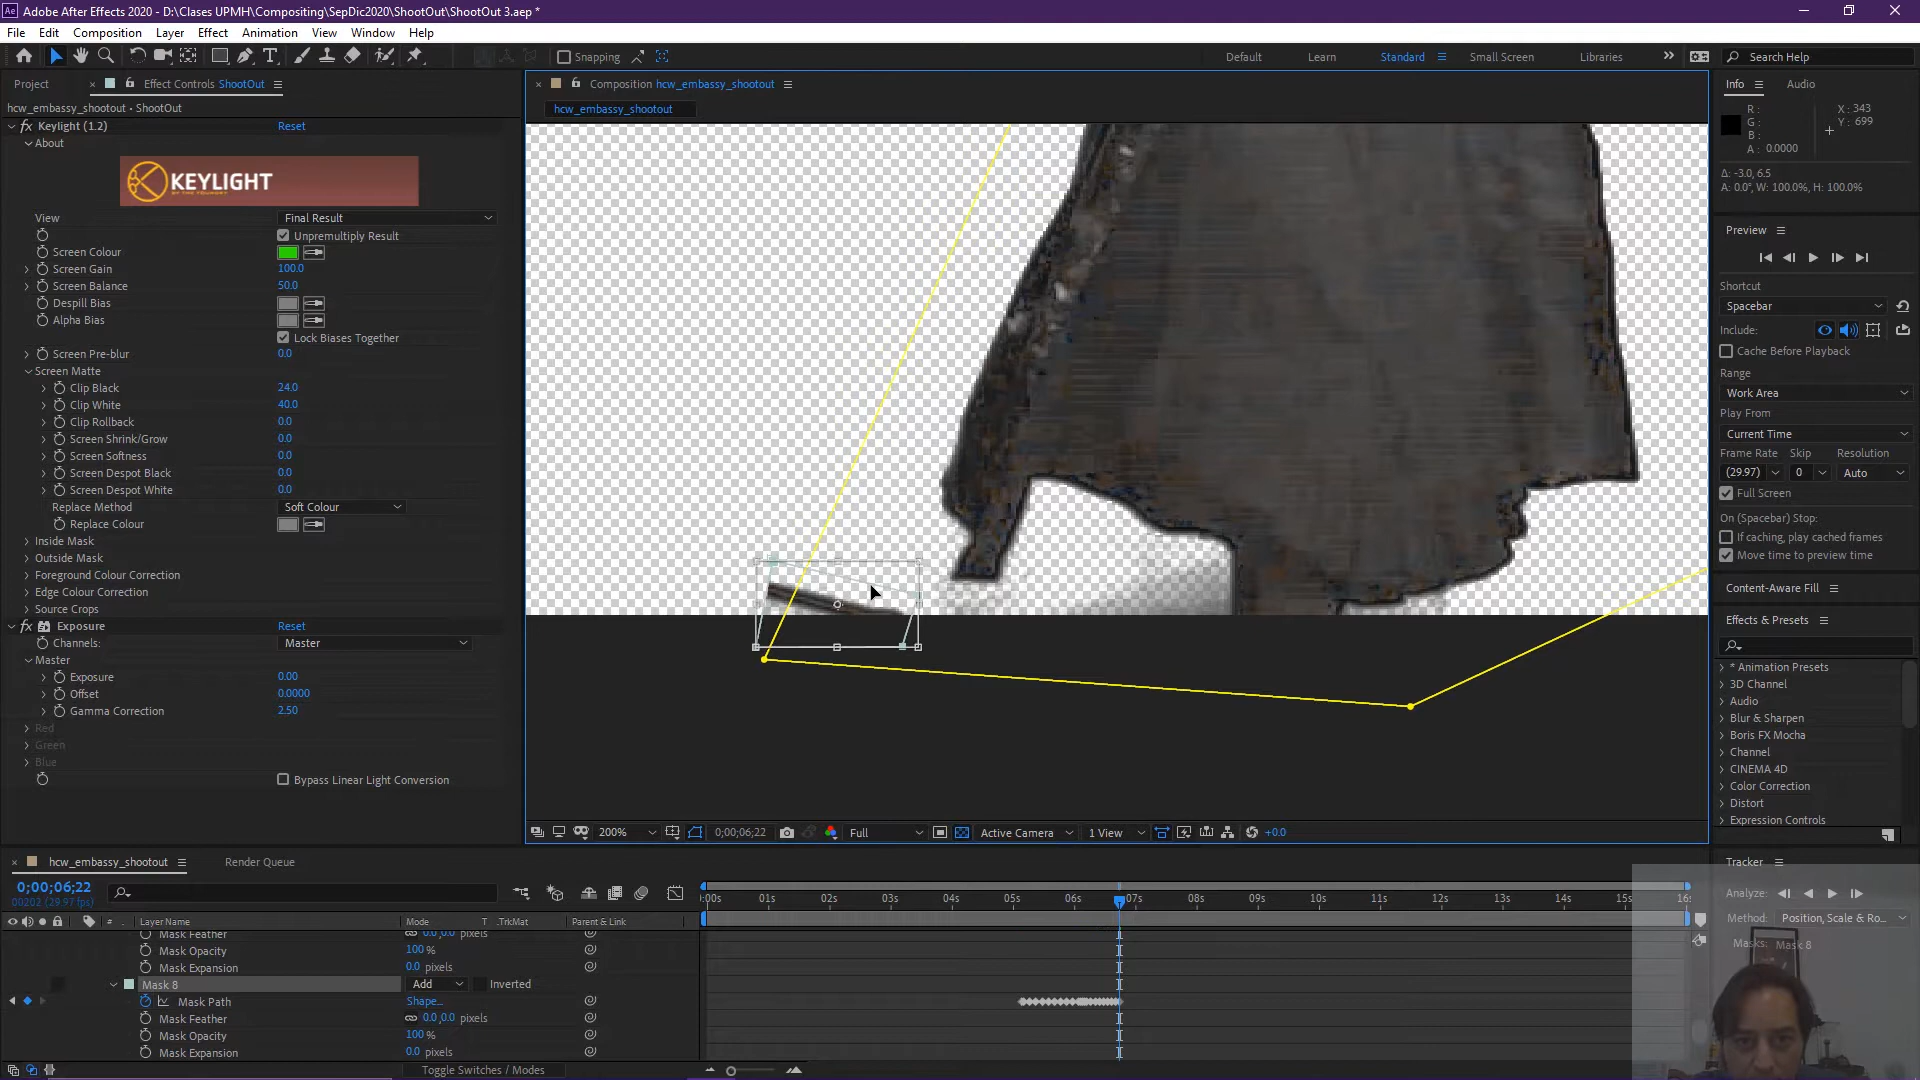 Adobe After Effects 2020 - D:\Clases UPMH\Compositing\SepDic2020\ShootOut\ShootOut 3.aep *
File Edit Composition Layer Effect Animation View Window Help
Snapping
Default Learn Standard Small Screen Libraries
Search Help
Project
Effect Controls ShootOut
hcw_embassy_shootout • ShootOut
Keylight (1.2) Reset
About
KEYLIGHT
View Final Result
Unpremultiply Result
Screen Colour
Screen Gain 100.0
Screen Balance 50.0
Despill Bias
Alpha Bias
Lock Biases Together
Screen Pre-blur 0.0
Screen Matte
Clip Black 24.0
Clip White 40.0
Clip Rollback 0.0
Screen Shrink/Grow 0.0
Screen Softness 0.0
Screen Despot Black 0.0
Screen Despot White 0.0
Replace Method Soft Colour
Replace Colour
Inside Mask
Outside Mask
Foreground Colour Correction
Edge Colour Correction
Source Crops
Exposure Reset
Channels: Master
Master
Exposure 0.00
Offset 0.0000
Gamma Correction 2.50
Red
Green
Blue
Bypass Linear Light Conversion
Composition hcw_embassy_shootout
hcw_embassy_shootout
200% 0;00;06;22 Full Active Camera 1 View +0.0
Info Audio
R :
G :
B :
A : 0.0000
X : 343
Y : 699
Δ: -3.0, 6.5
A: 0.0°, W: 100.0%, H: 100.0%
Preview
Shortcut
Spacebar
Include:
Cache Before Playback
Range
Work Area
Play From
Current Time
Frame Rate Skip Resolution
(29.97) 0 Auto
Full Screen
On (Spacebar) Stop:
If caching, play cached frames
Move time to preview time
Content-Aware Fill
Effects & Presets
* Animation Presets
3D Channel
Audio
Blur & Sharpen
Boris FX Mocha
Channel
CINEMA 4D
Color Correction
Distort
Expression Controls
Tracker
Analyze:
Method: Position, Scale & Ro...
Masks: Mask 8
hcw_embassy_shootout
Render Queue
0;00;06;22
00202 (29.97 fps)
# Layer Name Mode T .TrkMat Parent & Link
:00s 01s 02s 03s 04s 05s 06s 07s 08s 09s 10s 11s 12s 13s 14s 15s 16s
Mask Feather 0.0,0.0 pixels
Mask Opacity 100 %
Mask Expansion 0.0 pixels
Mask 8 Add Inverted
Mask Path Shape...
Mask Feather 0.0,0.0 pixels
Mask Opacity 100 %
Mask Expansion 0.0 pixels
Toggle Switches / Modes